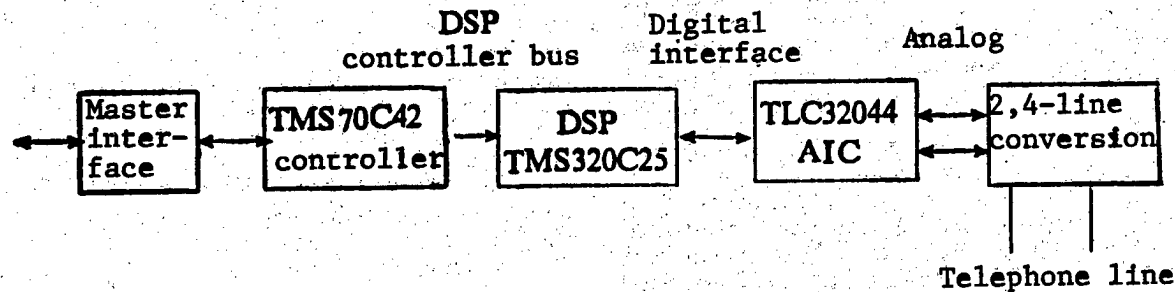 DSP
controller bus
Digital
interface
Analog
Master
inter-
face
TMS70C42
controller
DSP
TMS320C25
TLC32044
AIC
2,4-line
conversion
Telephone line